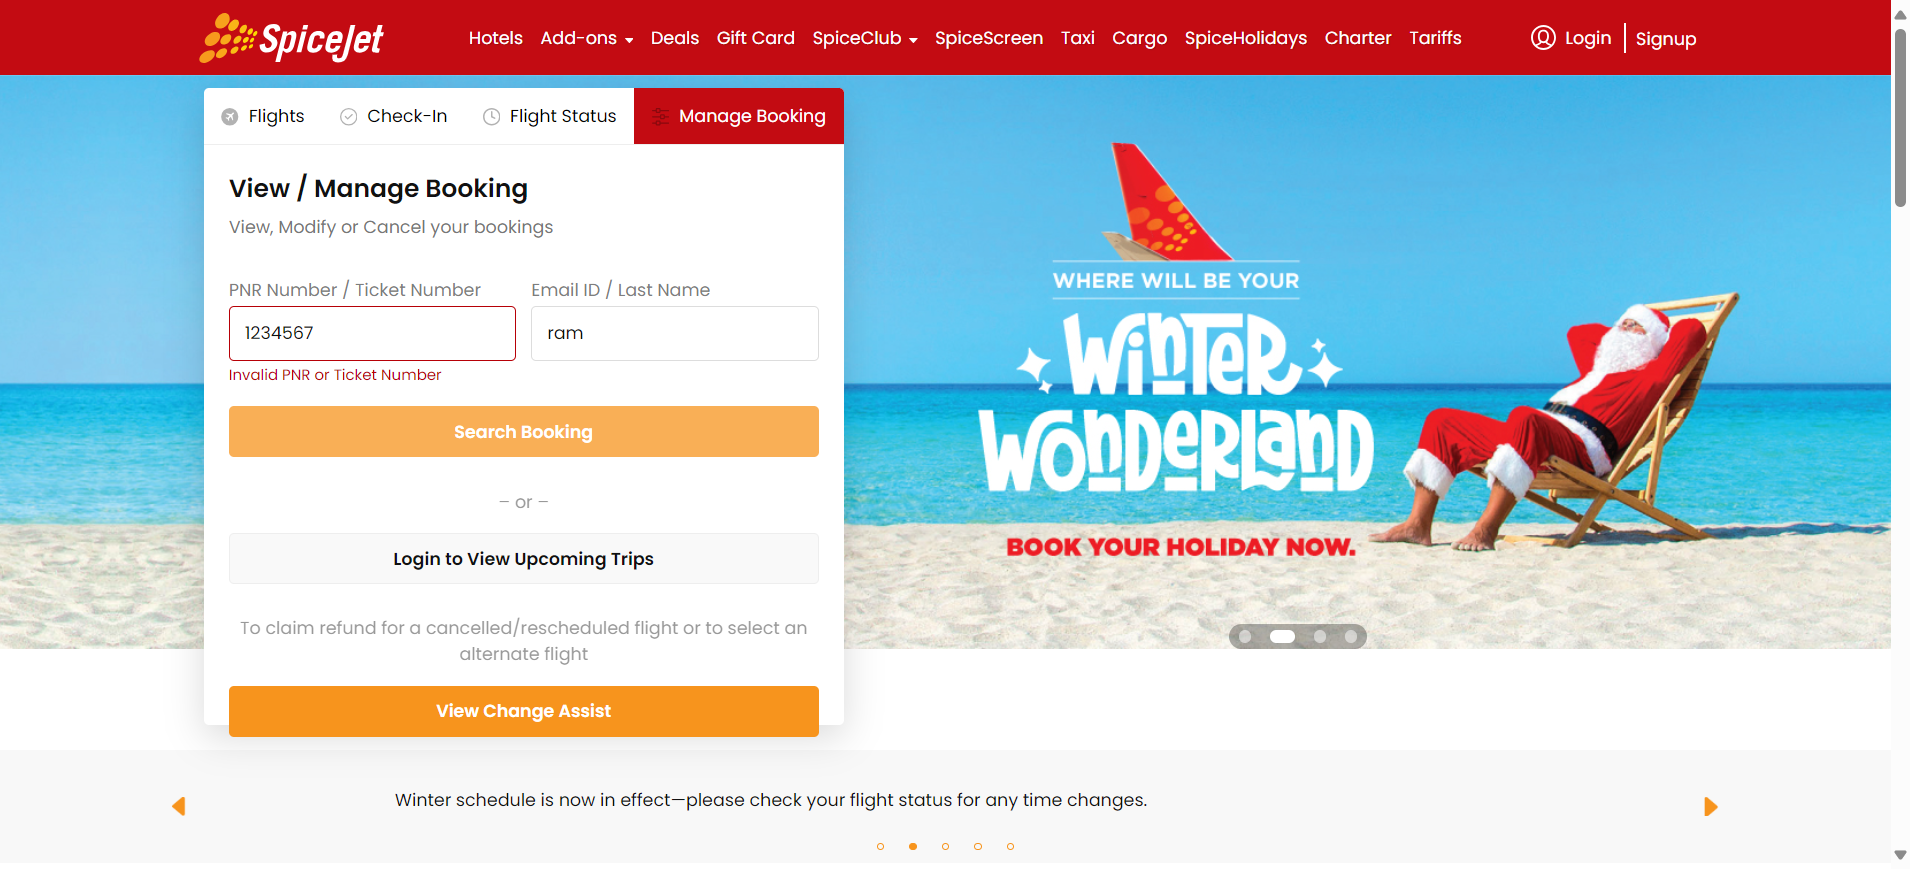 SpiceJet
Hotels Add-ons Deals Gift Card SpiceClub SpiceScreen Taxi Cargo SpiceHolidays Charter Tariffs Login Signup
Flights Check-In Flight Status Manage Booking
View / Manage Booking
View, Modify or Cancel your bookings
PNR Number / Ticket Number Email ID / Last Name
1234567 ram
Invalid PNR or Ticket Number
Search Booking
– or –
Login to View Upcoming Trips
To claim refund for a cancelled/rescheduled flight or to select an
alternate flight
View Change Assist
WHERE WILL BE YOUR
WINTER
WONDERLAND
BOOK YOUR HOLIDAY NOW.
Winter schedule is now in effect—please check your flight status for any time changes.